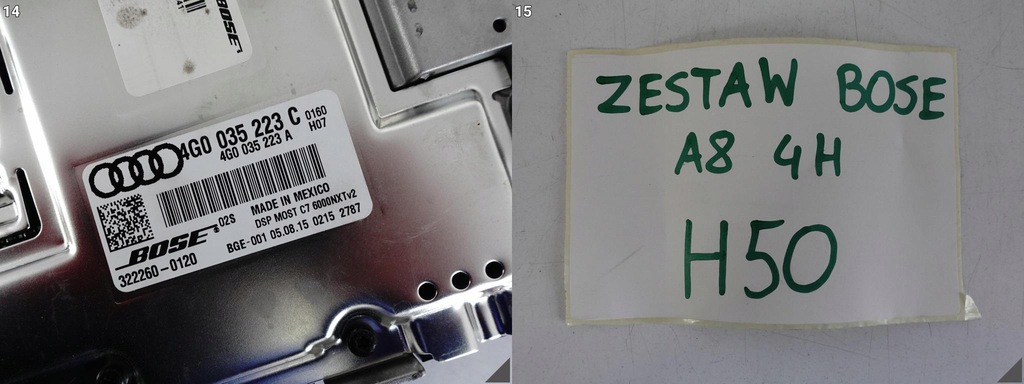 14
BOSE
4G0 035 223 C 0160
4G0 035 223 A H07
02S MADE IN MEXICO
DSP MOST C7 6000NXTv2
BOSE BGE-001 05.08.15 0215 2787
322260-0120
15
ZESTAW BOSE
A8 4H
H50